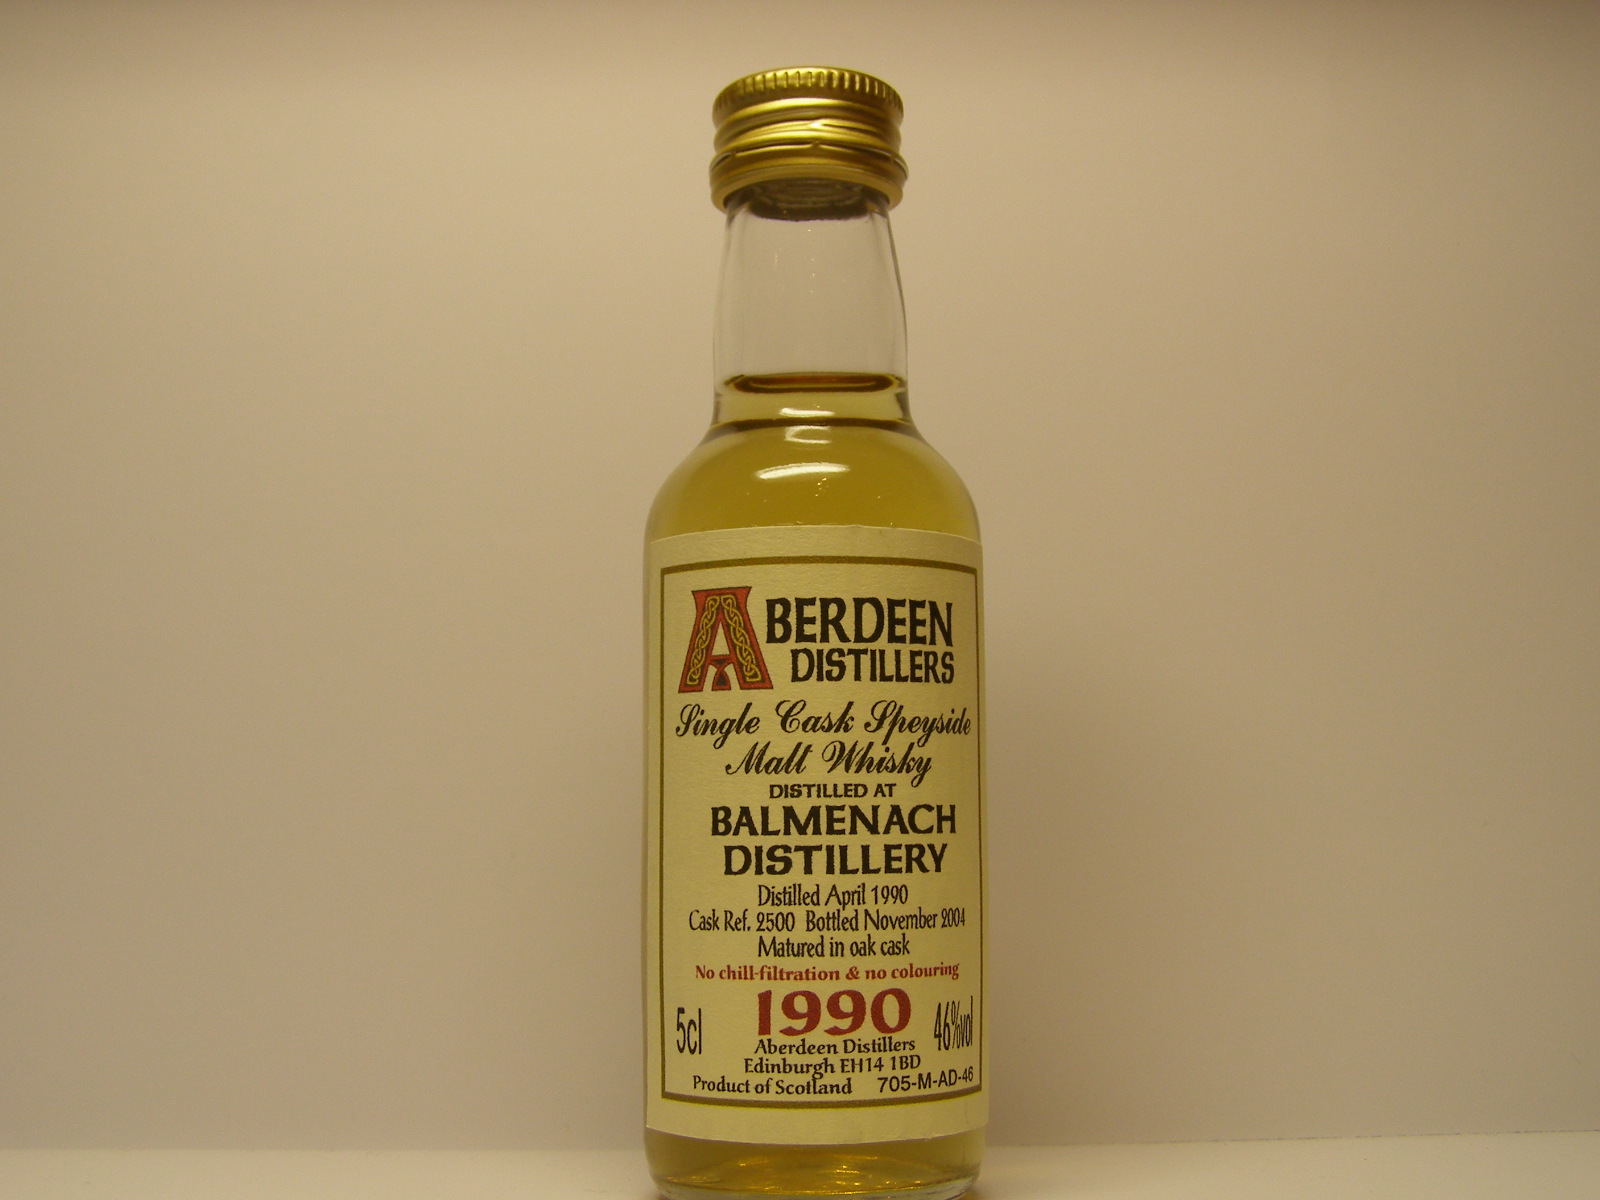 ABERDEEN
DISTILLERS
Single Cask Speyside
Malt Whisky
DISTILLED AT
BALMENACH
DISTILLERY
Distilled April 1990
Cask Ref. 2500 Bottled November 2004
Matured in oak cask
No chill-filtration & no colouring
5cl 1990 46%vol
Aberdeen Distillers
Edinburgh EH14 1BD
Product of Scotland 705-M-AD-46